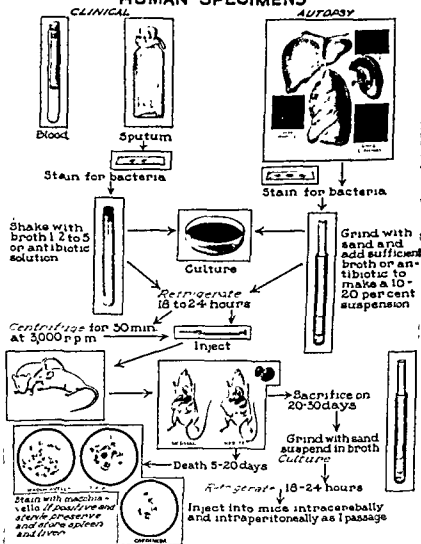 HUMAN SPECIMENS
CLINICAL
AUTOPSY
Blood
Sputum
Stain for bacteria
Stain for bacteria
Shake with
broth 1 2 to 5
or antibiotic
solution
Culture
Grind with
sand and
add sufficient
broth or an-
tibiotic to
make a 10-
20 per cent
suspension
Refrigerate
18 to 24 hours
Centrifuge for 30 min
at 3,000 rpm
Inject
Sacrifice on
20-30 days
Grind with sand
suspend in broth
Culture
Death 5-20 days
Refrigerate 18-24 hours
Inject into mice intracerebally
and intraperitoneally as I passage
Stain with macchia-
vello If positive and
sterile preserve
and store spleen
and liver